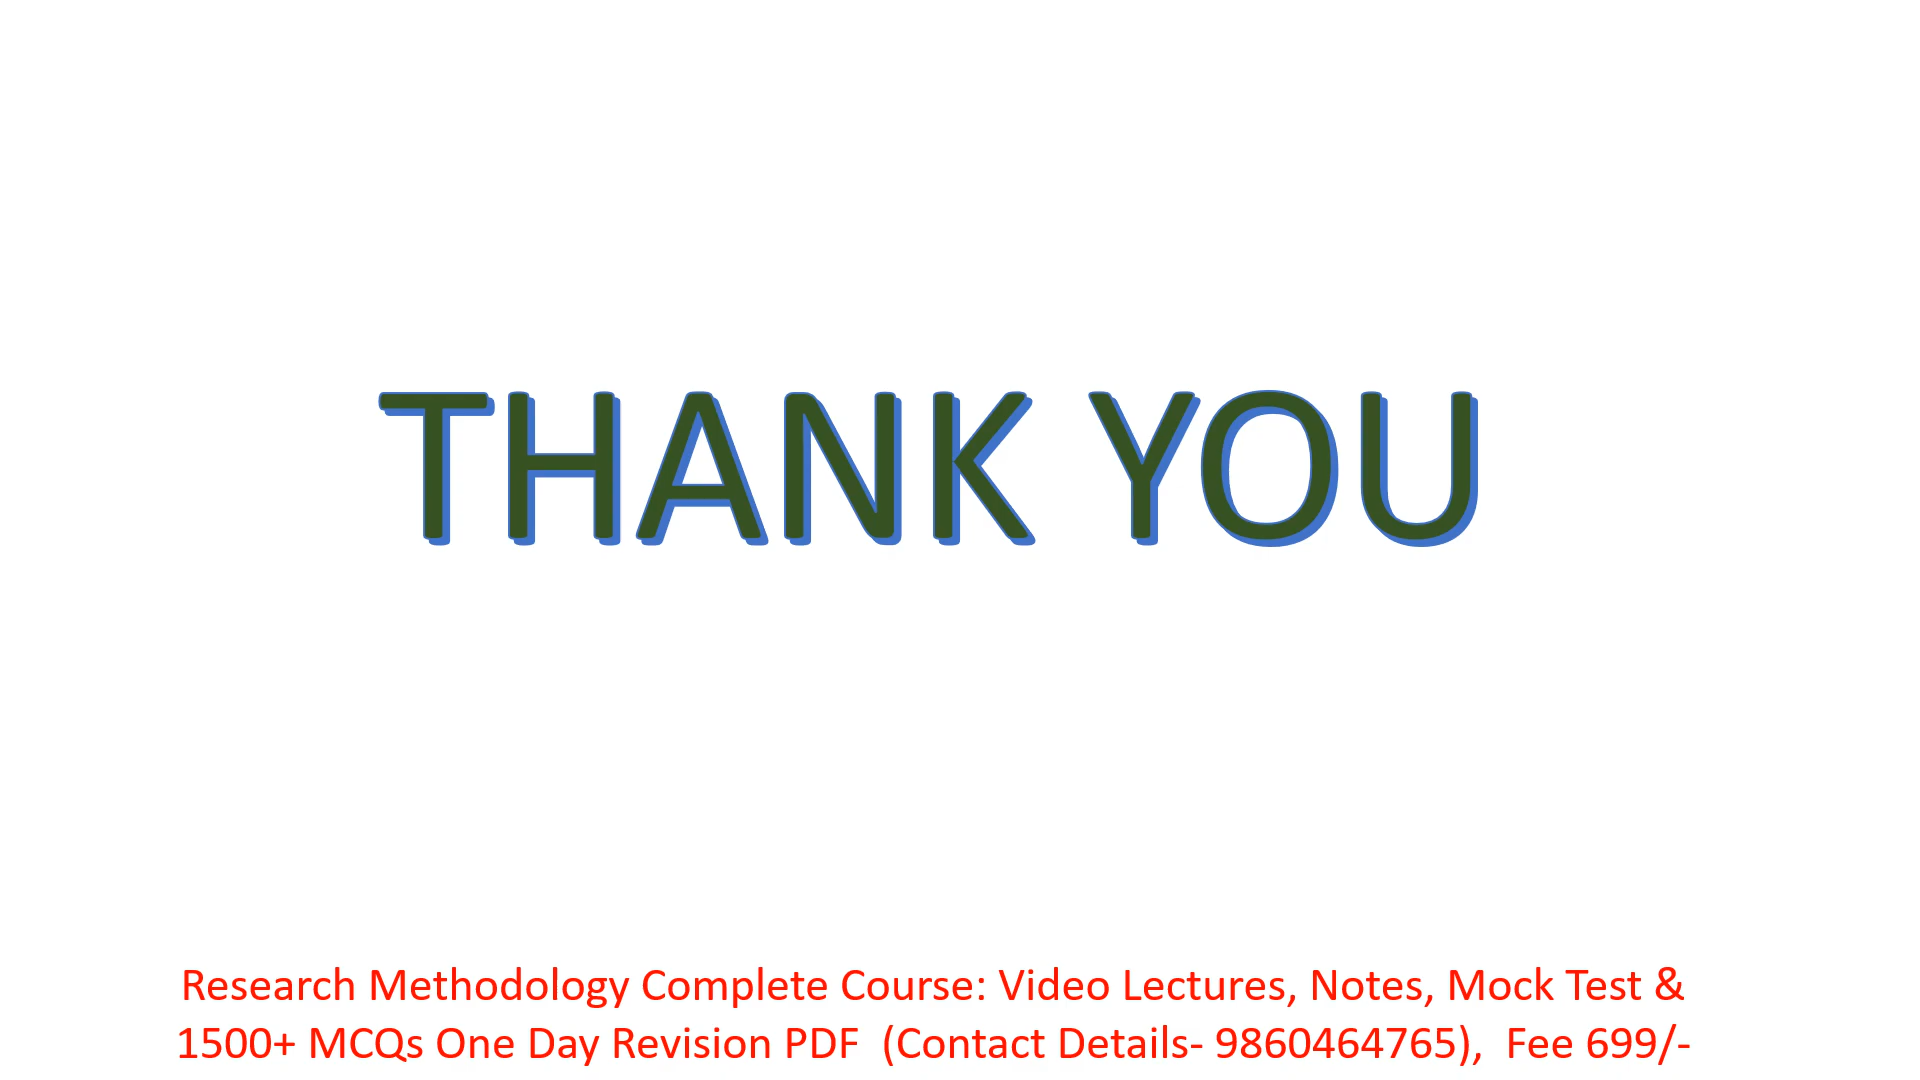 THANK YOU
Research Methodology Complete Course: Video Lectures, Notes, Mock Test &
1500+ MCQs One Day Revision PDF  (Contact Details- 9860464765),  Fee 699/-